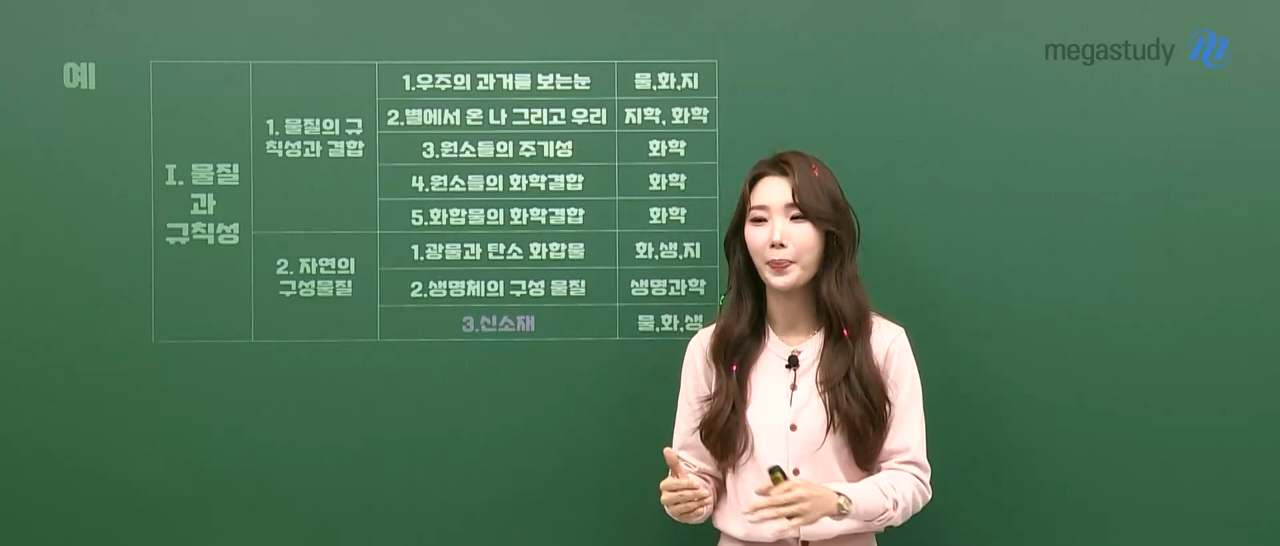 megastudy
예
I. 물질
과
규칙성
1. 물질의 규
칙성과 결합
1.우주의 과거를 보는눈
물,화,지
2.별에서 온 나 그리고 우리
지학, 화학
3.원소들의 주기성
화학
4.원소들의 화학결합
화학
5.화합물의 화학결합
화학
2. 자연의
구성물질
1.광물과 탄소 화합물
화,생,지
2.생명체의 구성 물질
생명과학
3.신소재
물,화,생